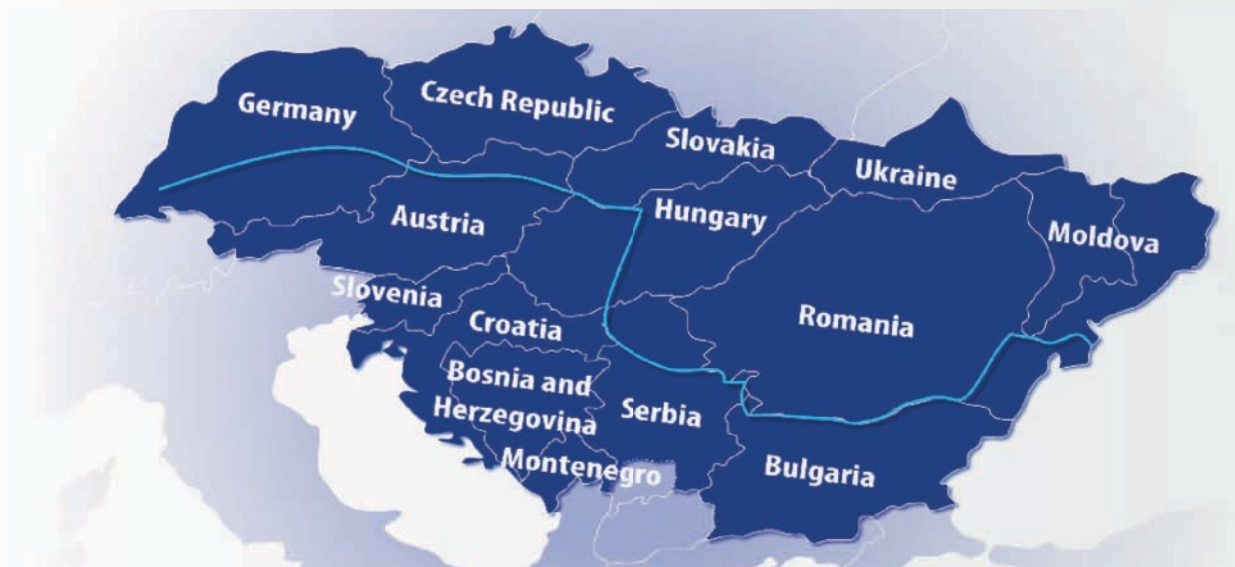 Germany
Czech Republic
Slovakia
Ukraine
Austria
Hungary
Moldova
Slovenia
Croatia
Romania
Bosnia and
Herzegovina
Serbia
Montenegro
Bulgaria